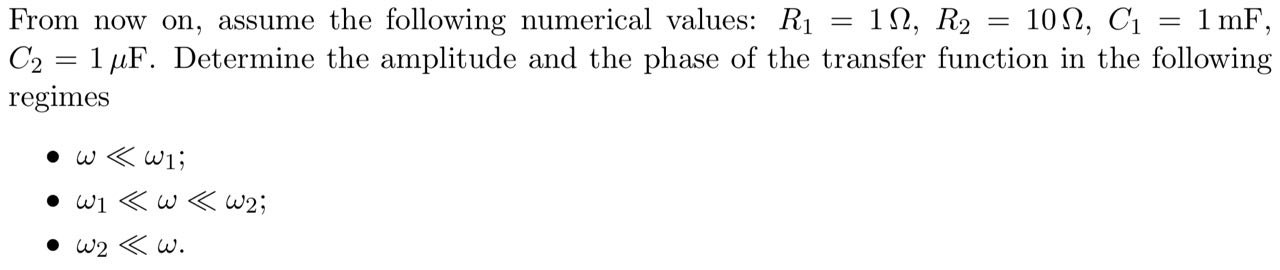 From now on, assume the following numerical values: R₁ = 1 Ω, R₂ = 10 Ω, C₁ = 1 mF,
C₂ = 1 μF. Determine the amplitude and the phase of the transfer function in the following
regimes
• ω ≪ ω₁;
• ω₁ ≪ ω ≪ ω₂;
• ω₂ ≪ ω.